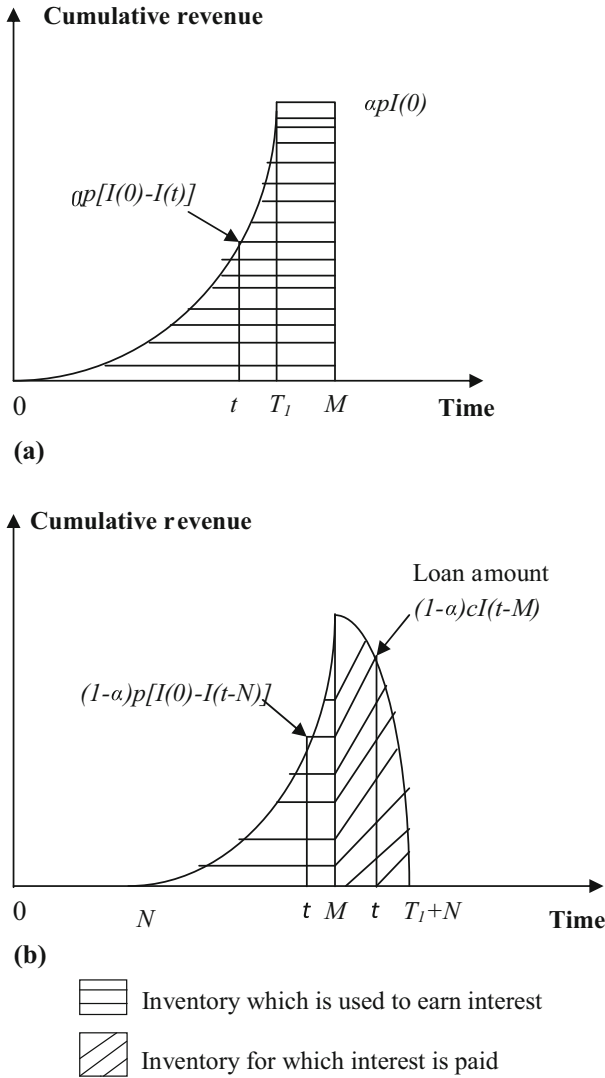 Cumulative revenue
αpI(0)
αp[I(0)-I(t)]
0
t
T₁
M
Time
(a)
Cumulative revenue
Loan amount
(1-α)cI(t-M)
(1-α)p[I(0)-I(t-N)]
0
N
t
M
t
T₁+N
Time
(b)
Inventory which is used to earn interest
Inventory for which interest is paid